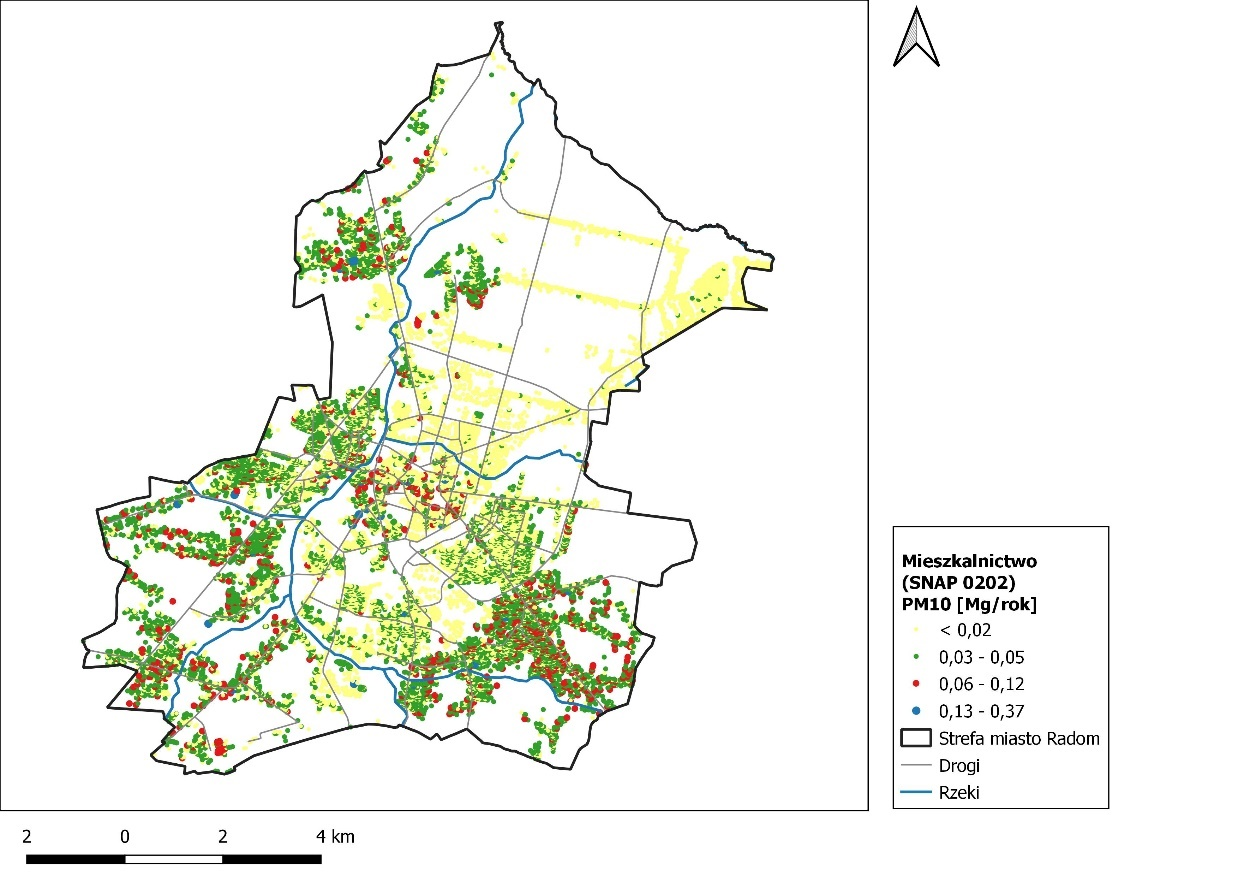 Mieszkalnictwo
(SNAP 0202)
PM10 [Mg/rok]
< 0,02
0,03 - 0,05
0,06 - 0,12
0,13 - 0,37
Strefa miasto Radom
Drogi
Rzeki
2 0 2 4 km